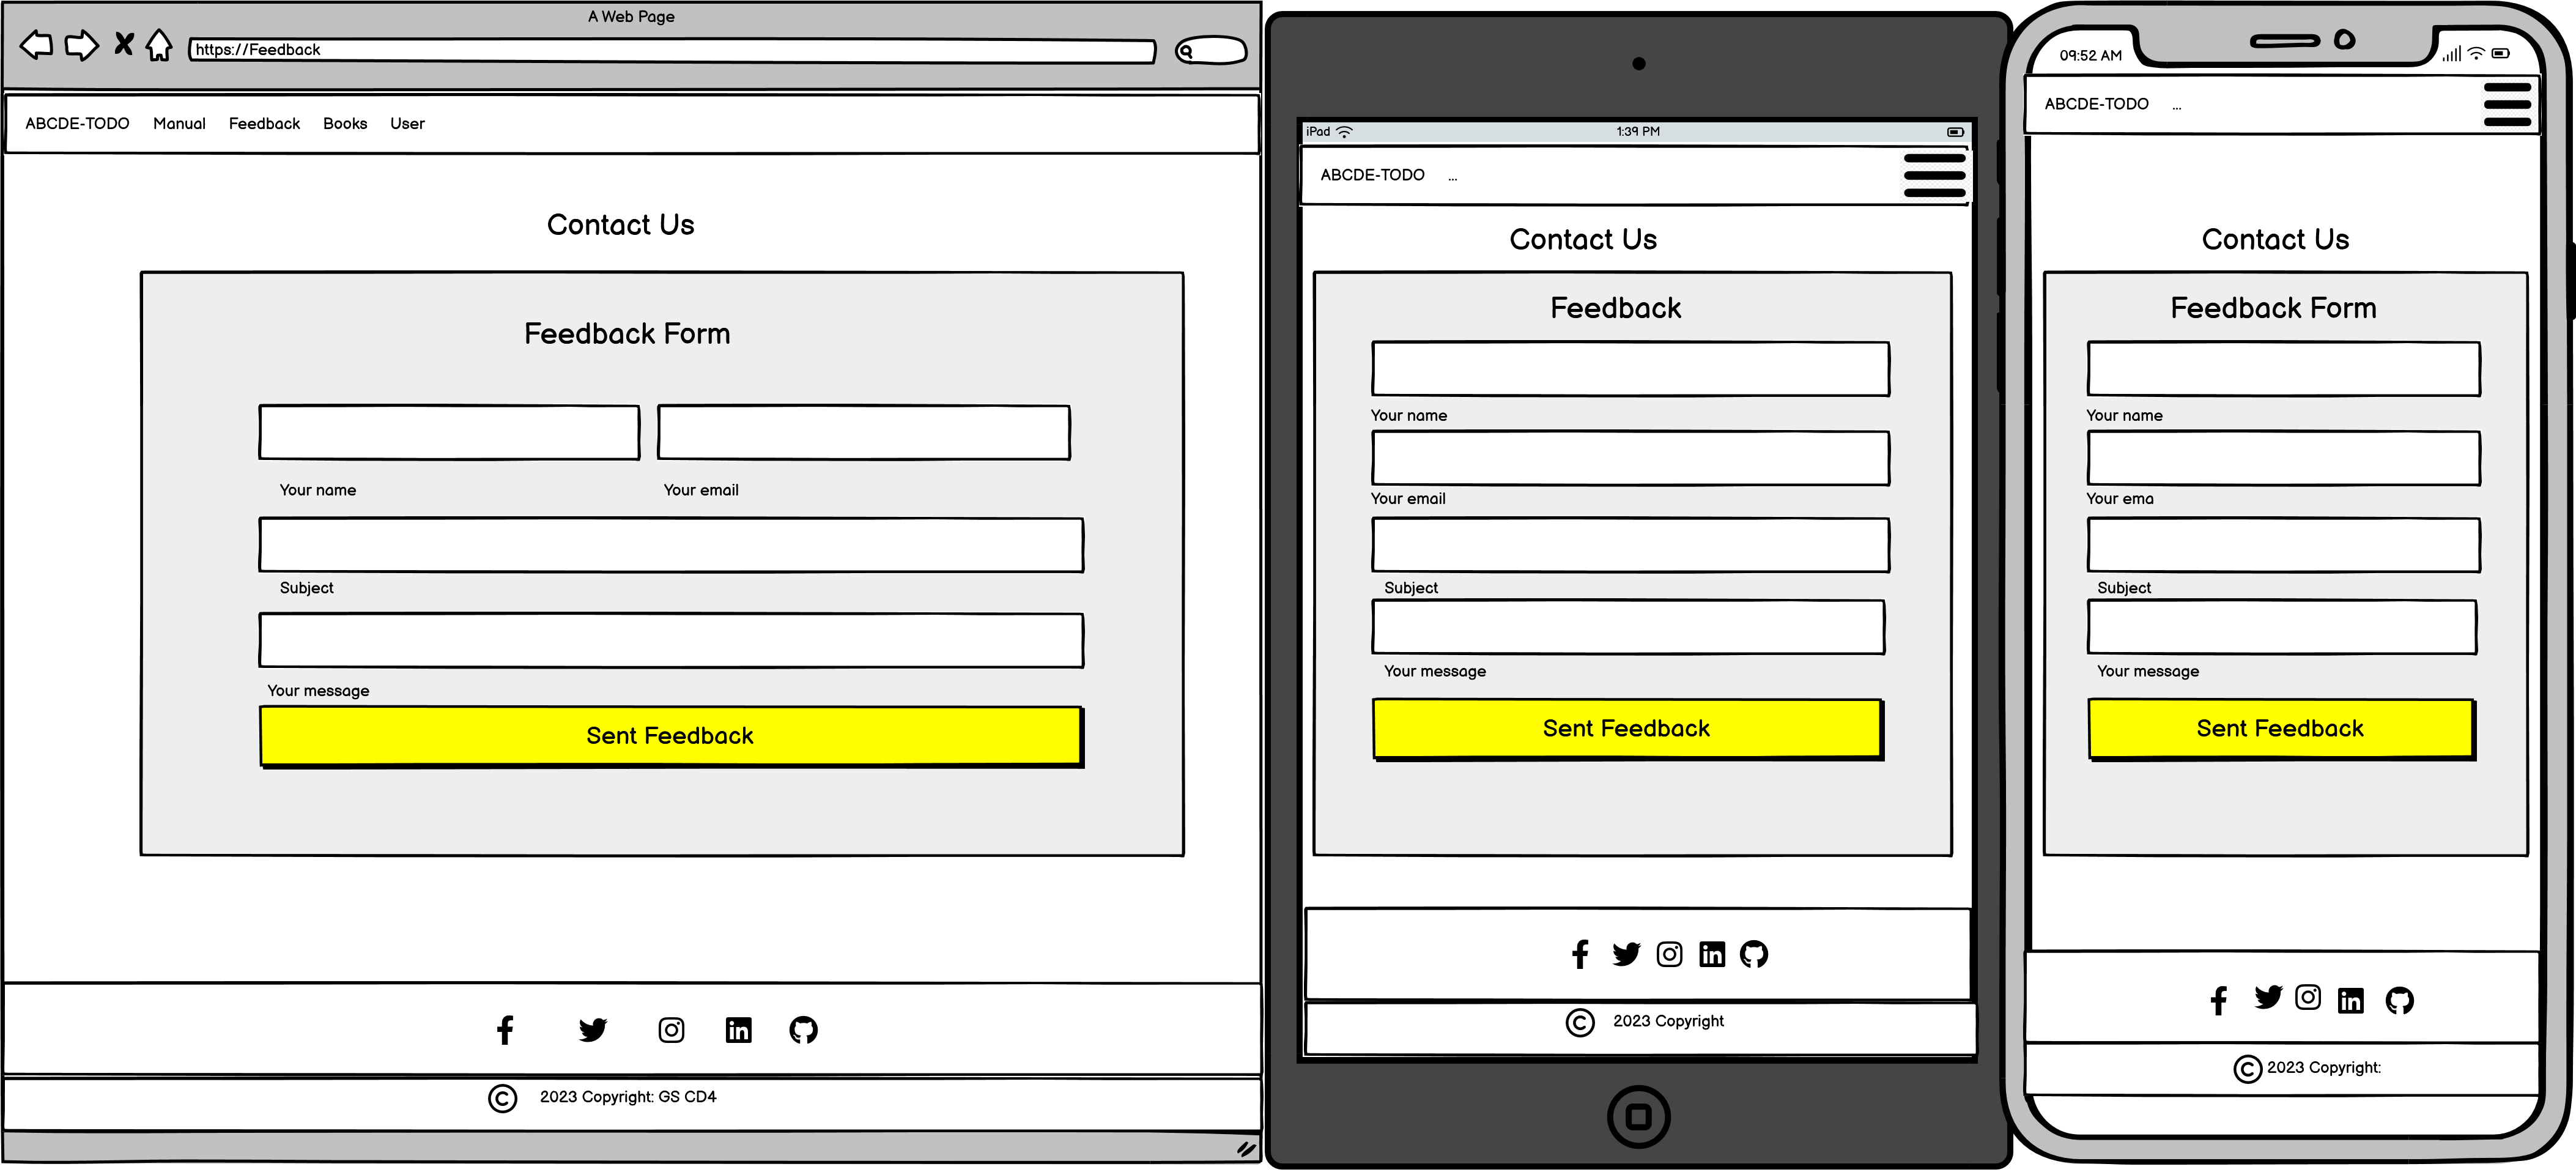 A Web Page
https://Feedback
ABCDE-TODO Manual Feedback Books User
Contact Us
Feedback Form
Your name Your email
Subject
Your message
Sent Feedback
in
© 2023 Copyright: GS CD4
iPad 1:39 PM
ABCDE-TODO ...
Contact Us
Feedback
Your name
Your email
Subject
Your message
Sent Feedback
in
© 2023 Copyright
09:52 AM
ABCDE-TODO ...
Contact Us
Feedback Form
Your name
Your ema
Subject
Your message
Sent Feedback
in
© 2023 Copyright: